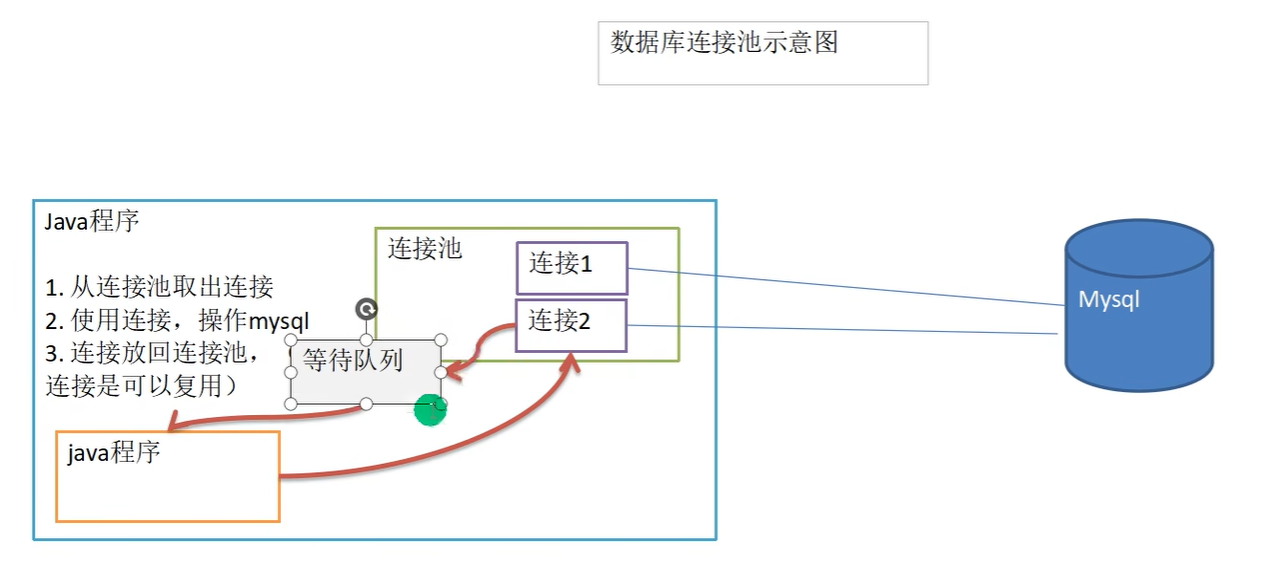 数据库连接池示意图
Java程序
连接池
连接1
1. 从连接池取出连接
2. 使用连接，操作mysql
连接2
3. 连接放回连接池，
等待队列
连接是可以复用）
java程序
Mysql